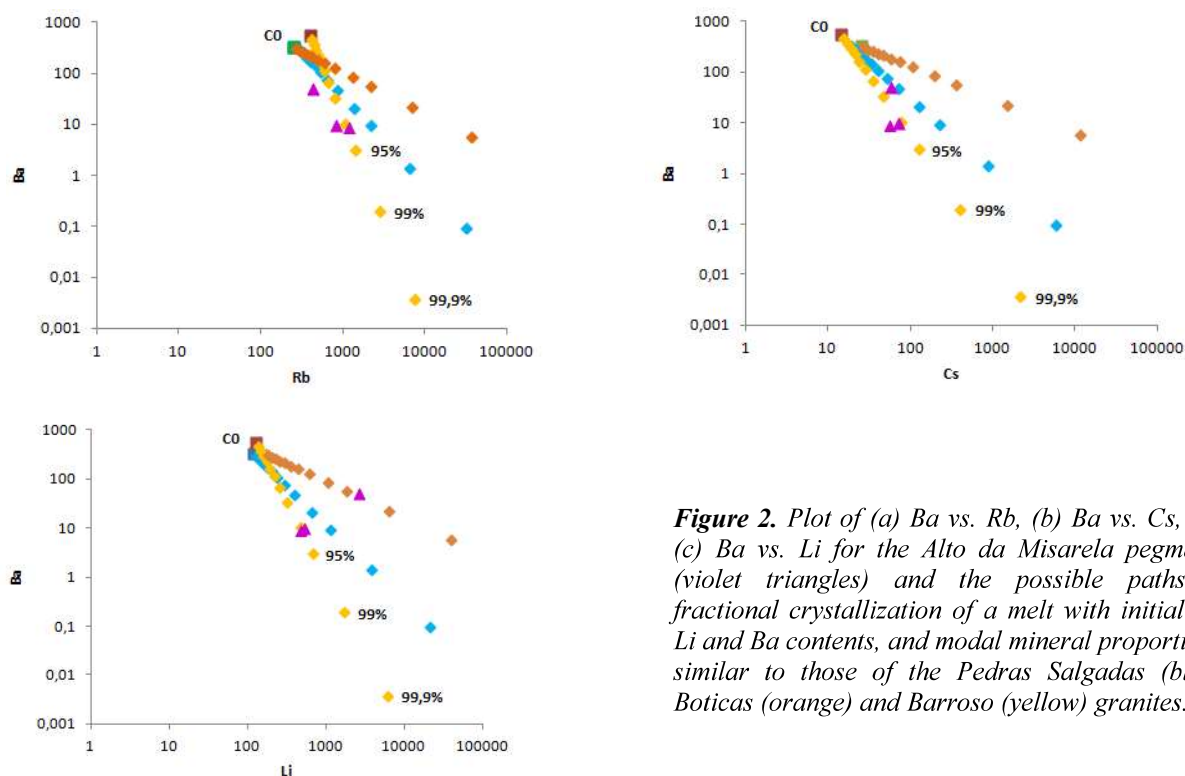 1000
100
10
1
0,1
0,01
0,001
Ba
C0
95%
99%
99,9%
1 10 100 1000 10000 100000
Rb
1000
100
10
1
0,1
0,01
0,001
Ba
C0
95%
99%
99,9%
1 10 100 1000 10000 100000
Cs
1000
100
10
1
0,1
0,01
0,001
Ba
C0
95%
99%
99,9%
1 10 100 1000 10000 100000
Li
Figure 2. Plot of (a) Ba vs. Rb, (b) Ba vs. Cs,
(c) Ba vs. Li for the Alto da Misarela pegma
(violet triangles) and the possible paths
fractional crystallization of a melt with initial
Li and Ba contents, and modal mineral proporti
similar to those of the Pedras Salgadas (b
Boticas (orange) and Barroso (yellow) granites.